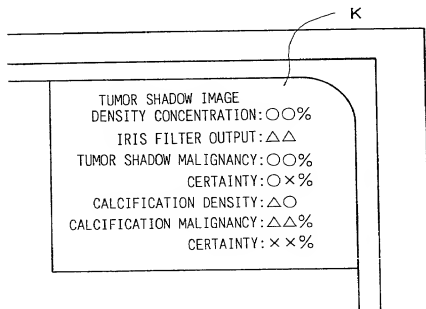 K
TUMOR SHADOW IMAGE
DENSITY CONCENTRATION:○○%
IRIS FILTER OUTPUT:△△
TUMOR SHADOW MALIGNANCY:○○%
CERTAINTY:○×%
CALCIFICATION DENSITY:△○
CALCIFICATION MALIGNANCY:△△%
CERTAINTY:××%